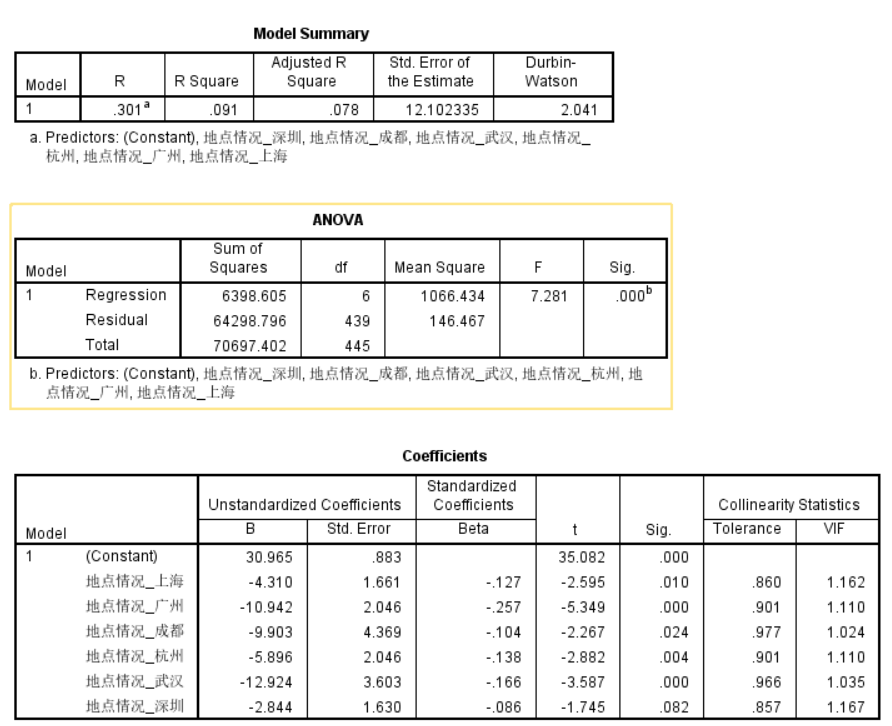 Model Summary
Model R R Square Adjusted R Square Std. Error of the Estimate Durbin-Watson
1 .301a .091 .078 12.102335 2.041
a. Predictors: (Constant), 地点情况_深圳, 地点情况_成都, 地点情况_武汉, 地点情况_
杭州, 地点情况_广州, 地点情况_上海
ANOVA
Model Sum of Squares df Mean Square F Sig.
1 Regression 6398.605 6 1066.434 7.281 .000b
Residual 64298.796 439 146.467
Total 70697.402 445
b. Predictors: (Constant), 地点情况_深圳, 地点情况_成都, 地点情况_武汉, 地点情况_杭州, 地
点情况_广州, 地点情况_上海
Coefficients
Model Unstandardized Coefficients Standardized Coefficients t Sig. Collinearity Statistics
B Std. Error Beta Tolerance VIF
1 (Constant) 30.965 .883 35.082 .000
地点情况_上海 -4.310 1.661 -.127 -2.595 .010 .860 1.162
地点情况_广州 -10.942 2.046 -.257 -5.349 .000 .901 1.110
地点情况_成都 -9.903 4.369 -.104 -2.267 .024 .977 1.024
地点情况_杭州 -5.896 2.046 -.138 -2.882 .004 .901 1.110
地点情况_武汉 -12.924 3.603 -.166 -3.587 .000 .966 1.035
地点情况_深圳 -2.844 1.630 -.086 -1.745 .082 .857 1.167